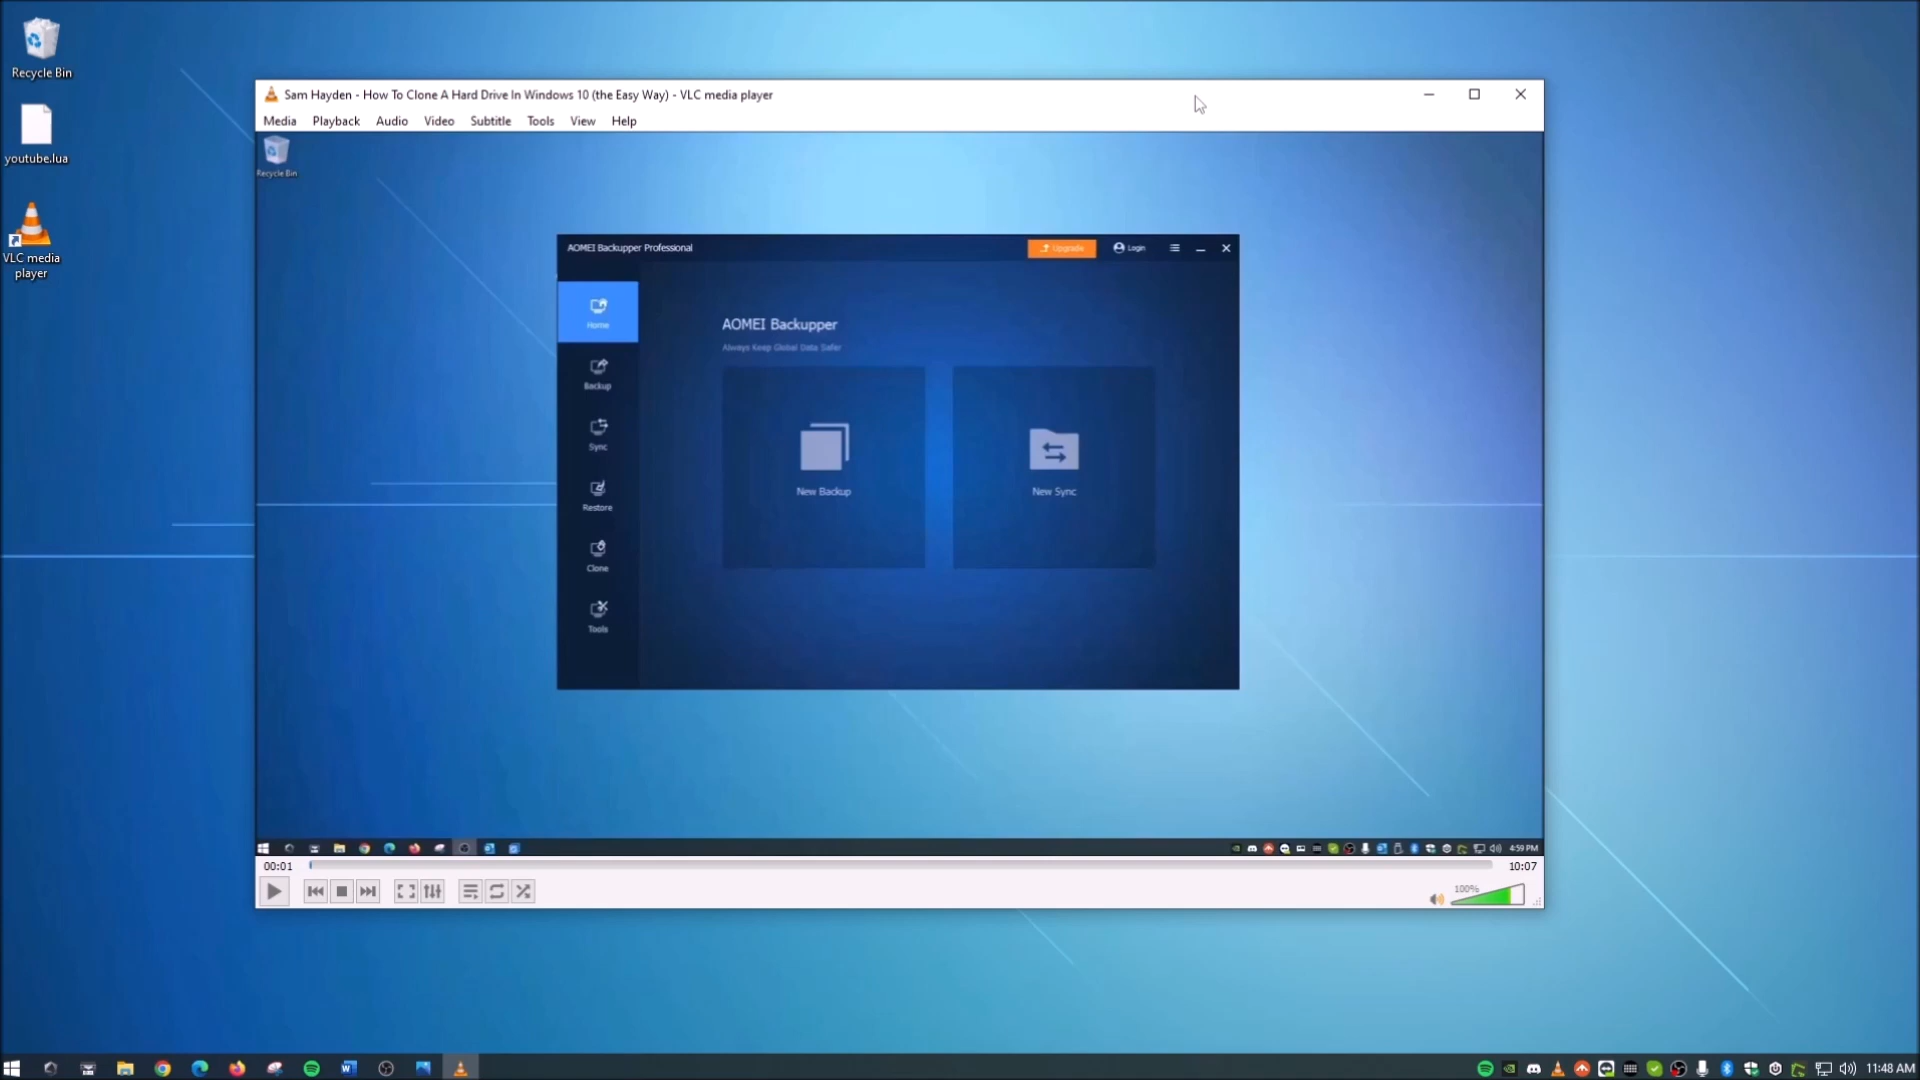 Recycle Bin
youtube.lua
VLC media
player
Sam Hayden - How To Clone A Hard Drive In Windows 10 (the Easy Way) - VLC media player
Media Playback Audio Video Subtitle Tools View Help
Recycle Bin
AOMEI Backupper Professional
Upgrade
Login
Home
Backup
Sync
Restore
Clone
Tools
AOMEI Backupper
Always Keep Global Data Safer
New Backup
New Sync
4:59 PM
00:01
10:07
100%
11:48 AM